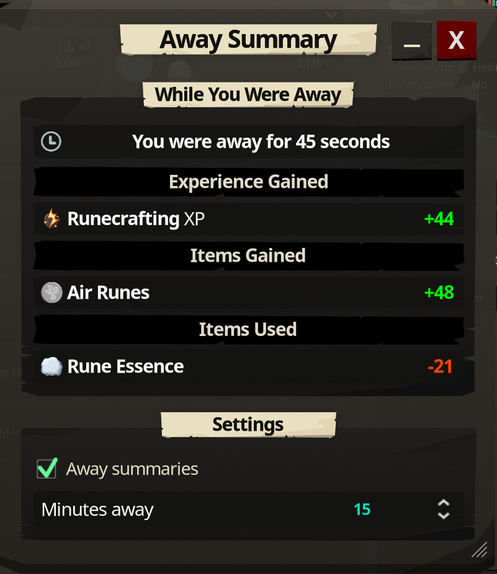 Away Summary
X
While You Were Away
You were away for 45 seconds
Experience Gained
Runecrafting XP +44
Items Gained
Air Runes +48
Items Used
Rune Essence -21
Settings
Away summaries
Minutes away 15